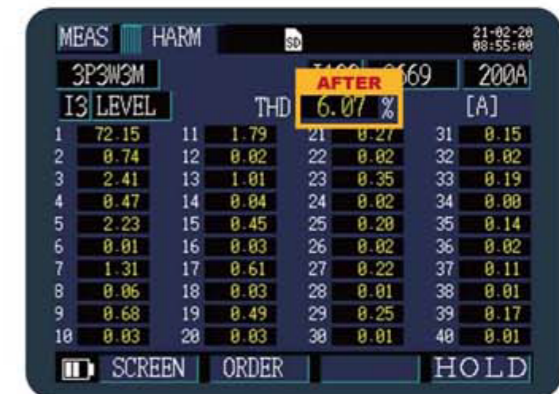 MEAS HARM SD 21-02-20
08:55:00
3P3W3M 669 200A
AFTER
I3 LEVEL THD 6.07 % [A]
1 72.15 11 1.79 21 0.27 31 0.15
2 0.74 12 0.02 22 0.02 32 0.02
3 2.41 13 1.01 23 0.35 33 0.19
4 0.47 14 0.04 24 0.02 34 0.00
5 2.23 15 0.45 25 0.20 35 0.14
6 0.01 16 0.03 26 0.02 36 0.02
7 1.31 17 0.61 27 0.22 37 0.11
8 0.06 18 0.03 28 0.01 38 0.01
9 0.68 19 0.49 29 0.25 39 0.17
10 0.03 20 0.03 30 0.01 40 0.01
SCREEN ORDER HOLD